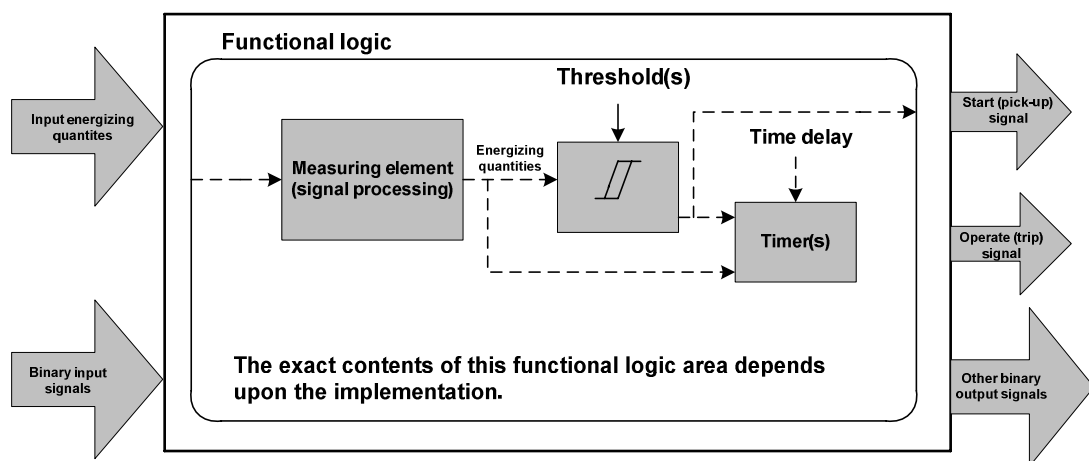 Functional logic
Input energizing
quantites
Threshold(s)
Start (pick-up)
signal
Measuring element
(signal processing)
Energizing
quantities
Time delay
Timer(s)
Operate (trip)
signal
Binary input
signals
The exact contents of this functional logic area depends
upon the implementation.
Other binary
output signals